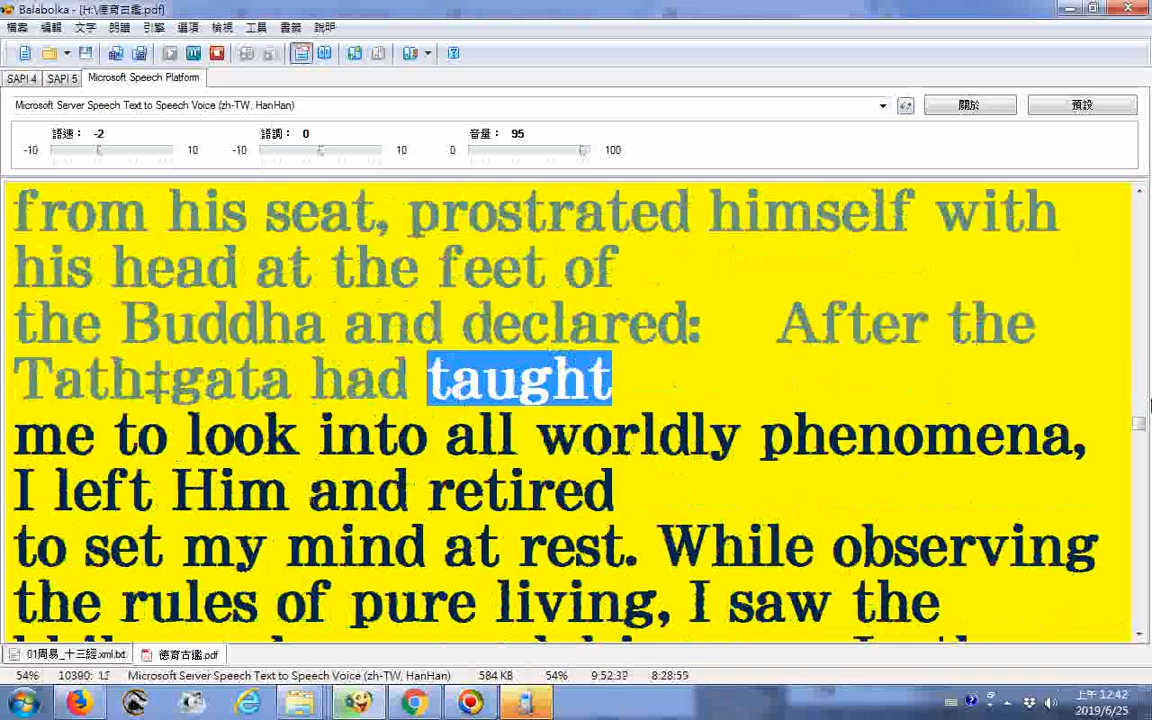 Balabolka - [H:\德育古鑑.pdf]
檔案 編輯 文字 朗讀 引擎 選項 檢視 工具 書籤 說明
SAPI 4 SAPI 5 Microsoft Speech Platform
Microsoft Server Speech Text to Speech Voice (zh-TW, HanHan) 關於 預設
語速： -2 語調： 0 音量： 95
-10 10 -10 10 0 100
from his seat, prostrated himself with
his head at the feet of
the Buddha and declared: After the
Tath‡gata had taught
me to look into all worldly phenomena,
I left Him and retired
to set my mind at rest. While observing
the rules of pure living, I saw the
01周易_十三經.xml.txt 德育古鑑.pdf
54% Microsoft Server Speech Text to Speech Voice (zh-TW, HanHan) 584 KB 54% 8:28:55
上午 12:42
2019/6/25